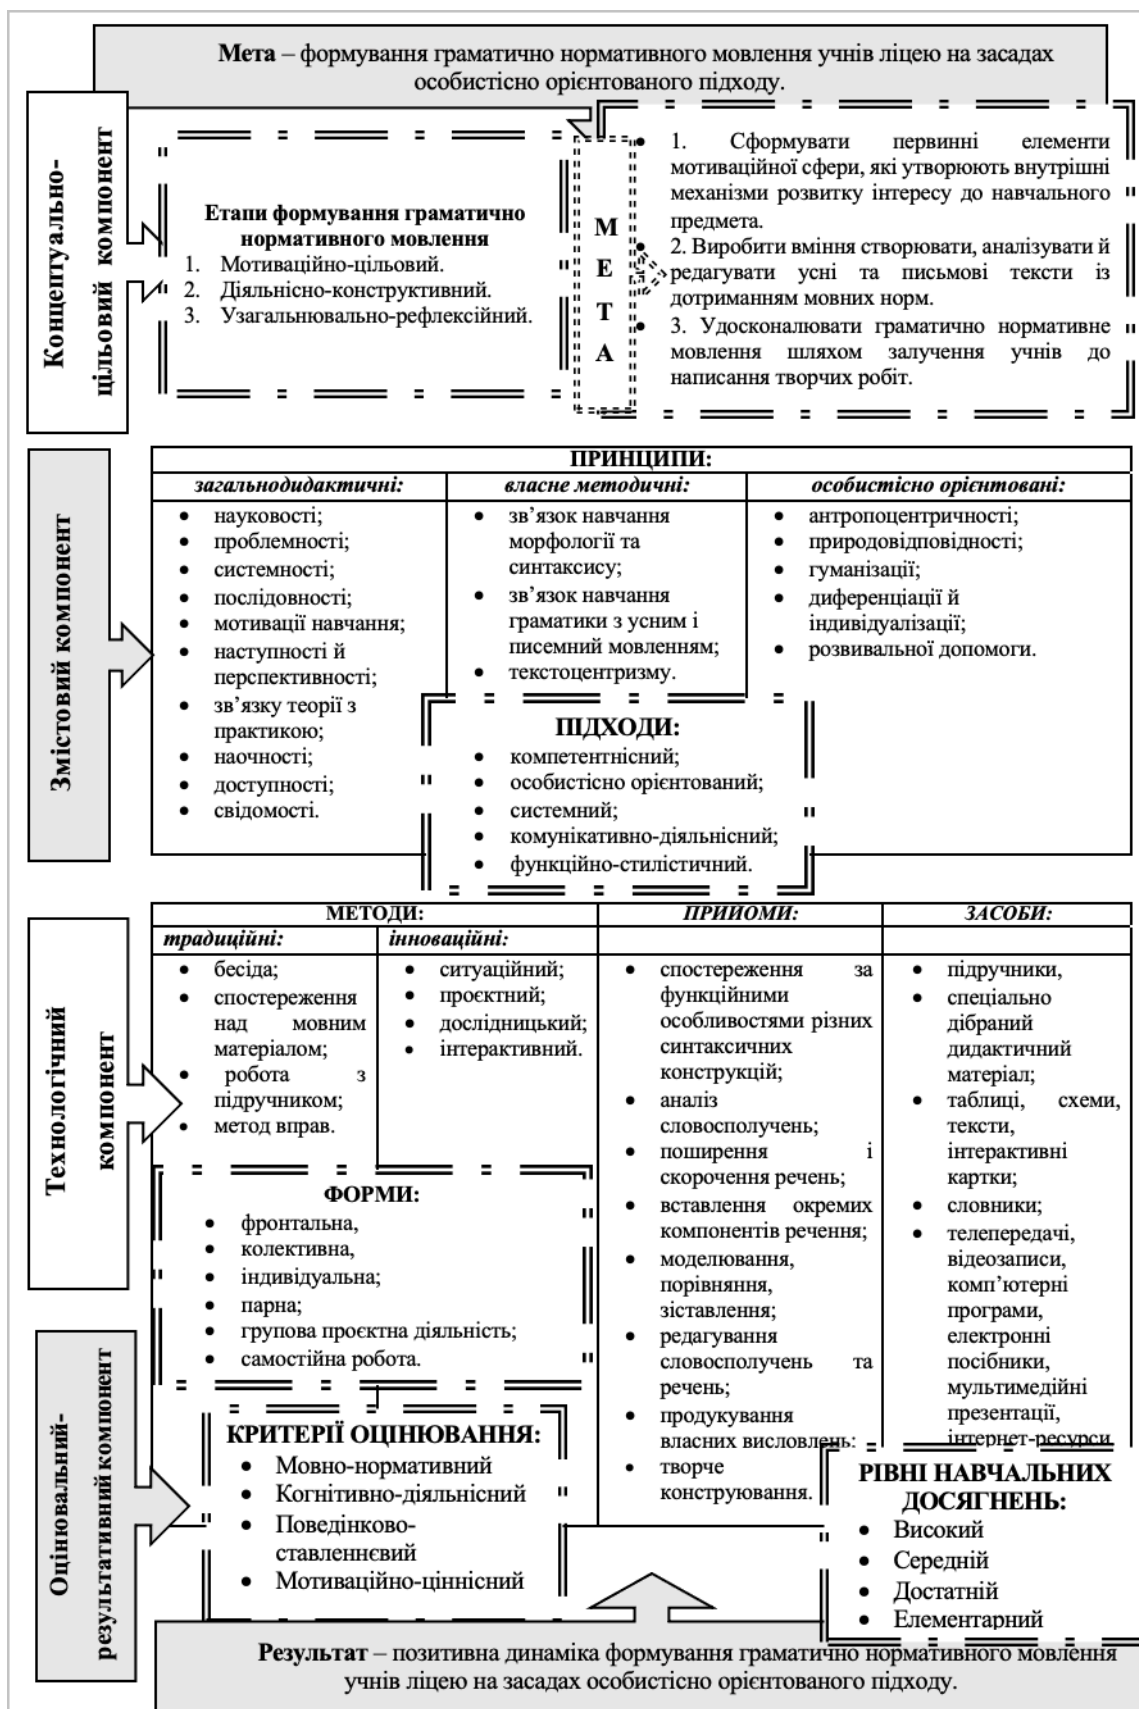 Мета – формування граматично нормативного мовлення учнів ліцею на засадах
особистісно орієнтованого підходу.
Концептуально-
цільовий компонент
Етапи формування граматично
нормативного мовлення
1. Мотиваційно-цільовий.
2. Діяльнісно-конструктивний.
3. Узагальнювально-рефлексійний.
М
Е
Т
А
• 1. Сформувати первинні елементи
мотиваційної сфери, які утворюють внутрішні
механізми розвитку інтересу до навчального
предмета.
• 2. Виробити вміння створювати, аналізувати й
редагувати усні та письмові тексти із
дотриманням мовних норм.
• 3. Удосконалювати граматично нормативне
мовлення шляхом залучення учнів до
написання творчих робіт.
Змістовий компонент
ПРИНЦИПИ:
загальнодидактичні:
• науковості;
• проблемності;
• системності;
• послідовності;
• мотивації навчання;
• наступності й
перспективності;
• зв’язку теорії з
практикою;
• наочності;
• доступності;
• свідомості.
власне методичні:
• зв’язок навчання
морфології та
синтаксису;
• зв’язок навчання
граматики з усним і
писемний мовленням;
• текстоцентризму.
особистісно орієнтовані:
• антропоцентричності;
• природовідповідності;
• гуманізації;
• диференціації й
індивідуалізації;
• розвивальної допомоги.
ПІДХОДИ:
• компетентнісний;
• особистісно орієнтований;
• системний;
• комунікативно-діяльнісний;
• функційно-стилістичний.
Технологічний
компонент
МЕТОДИ:
традиційні:
• бесіда;
• спостереження
над мовним
матеріалом;
• робота з
підручником;
• метод вправ.
інноваційні:
• ситуаційний;
• проєктний;
• дослідницький;
• інтерактивний.
ПРИЙОМИ:
• спостереження за
функційними
особливостями різних
синтаксичних
конструкцій;
• аналіз
словосполучень;
• поширення і
скорочення речень;
• вставлення окремих
компонентів речення;
• моделювання,
порівняння,
зіставлення;
• редагування
словосполучень та
речень;
• продукування
власних висловлень:
• творче
конструювання.
ЗАСОБИ:
• підручники,
• спеціально
дібраний
дидактичний
матеріал;
• таблиці, схеми,
тексти,
інтерактивні
картки;
• словники;
• телепередачі,
відеозаписи,
комп’ютерні
програми,
електронні
посібники,
мультимедійні
презентації,
інтернет-ресурси
ФОРМИ:
• фронтальна,
• колективна,
• індивідуальна;
• парна;
• групова проєктна діяльність;
• самостійна робота.
Оцінювальний-
результативний компонент
КРИТЕРІЇ ОЦІНЮВАННЯ:
• Мовно-нормативний
• Когнітивно-діяльнісний
• Поведінково-
ставленнєвий
• Мотиваційно-ціннісний
РІВНІ НАВЧАЛЬНИХ
ДОСЯГНЕНЬ:
• Високий
• Середній
• Достатній
• Елементарний
Результат – позитивна динаміка формування граматично нормативного мовлення
учнів ліцею на засадах особистісно орієнтованого підходу.